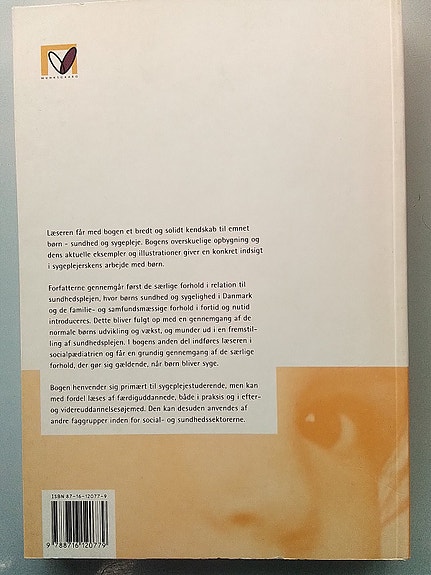 MUNKSGAARD
Læseren får med bogen et bredt og solidt kendskab til emnet
børn - sundhed og sygepleje. Bogens overskuelige opbygning og
dens aktuelle eksempler og illustrationer giver en konkret indsigt
i sygeplejerskens arbejde med børn.
Forfatterne gennemgår først de særlige forhold i relation til
sundhedsplejen, hvor børns sundhed og sygelighed i Danmark
og de familie- og samfundsmæssige forhold i fortid og nutid
introduceres. Dette bliver fulgt op med en gennemgang af de
normale børns udvikling og vækst, og munder ud i en fremstil-
ling af sundhedsplejen. I bogens anden del indføres læseren i
socialpædiatrien og får en grundig gennemgang af de særlige
forhold, der gør sig gældende, når børn bliver syge.
Bogen henvender sig primært til sygeplejestuderende, men kan
med fordel læses af færdiguddannede, både i praksis og i efter-
og videreuddannelsesøjemed. Den kan desuden anvendes af
andre faggrupper inden for social- og sundhedssektorerne.
ISBN 87-16-12077-9
9 788716 120779